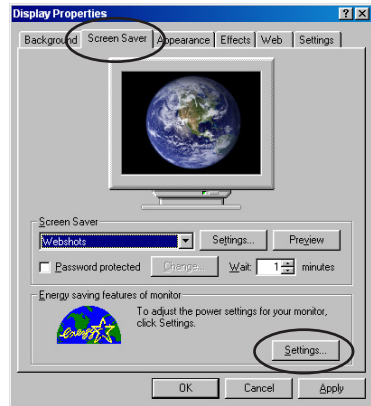 Display Properties
Background Screen Saver Appearance Effects Web Settings
Screen Saver
Webshots Settings... Preview
Password protected Change... Wait: 1 minutes
Energy saving features of monitor
To adjust the power settings for your monitor,
click Settings.
energy
Settings...
OK Cancel Apply